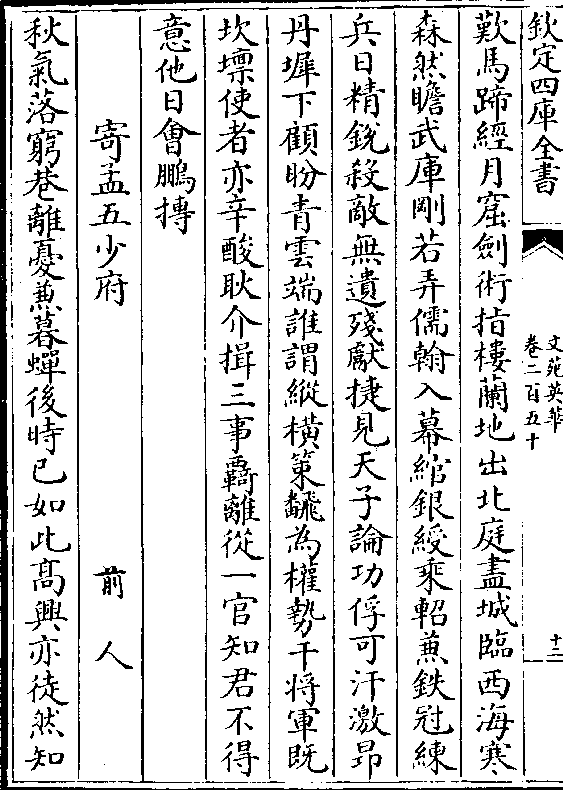 欽定四庫全書
文苑英華
卷二百五十
十二
歎馬蹄經月窟劍術指樓蘭地出北庭盡城臨西海寒
森然瞻武庫剛若弄儒翰入幕綰銀綬乗軺兼鉄冠練
兵日精鋭殺敵無遺殘獻捷見天子論功俘可汗激昻
丹墀下顧盼青雲端誰謂縱橫策飜為權勢干将軍既
坎壈使者亦辛酸耿介揖三事覊離從一官知君不得
意他日會鵬摶
寄孟五少府
前人
秋氣落窮巷離憂兼暮蟬後時已如此髙興亦徒然知